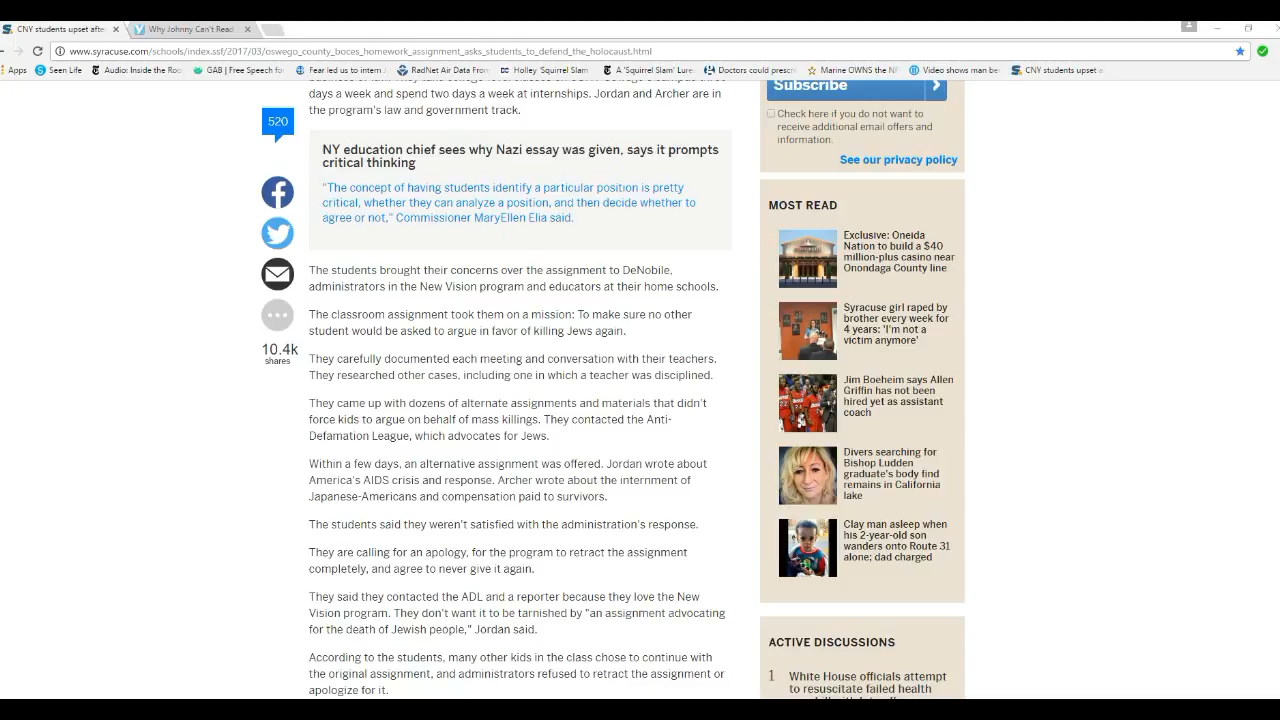 CNY students upset afte
Why Johnny Can't Read
www.syracuse.com/schools/index.ssf/2017/03/oswego_county_boces_homework_assignment_asks_students_to_defend_the_holocaust.html
Apps
Seen Life
Audio: Inside the Roo
GAB | Free Speech fo
Fear led us to intern J
RadNet Air Data From
Holley 'Squirrel Slam
A 'Squirrel Slam' Lure
Doctors could prescr
Marine OWNS the NF
Video shows man be
CNY students upset a
days a week and spend two days a week at internships. Jordan and Archer are in
the program's law and government track.
520
NY education chief sees why Nazi essay was given, says it prompts
critical thinking
"The concept of having students identify a particular position is pretty
critical, whether they can analyze a position, and then decide whether to
agree or not," Commissioner MaryEllen Elia said.
The students brought their concerns over the assignment to DeNobile,
administrators in the New Vision program and educators at their home schools.
The classroom assignment took them on a mission: To make sure no other
student would be asked to argue in favor of killing Jews again.
10.4k
shares
They carefully documented each meeting and conversation with their teachers.
They researched other cases, including one in which a teacher was disciplined.
They came up with dozens of alternate assignments and materials that didn't
force kids to argue on behalf of mass killings. They contacted the Anti-
Defamation League, which advocates for Jews.
Within a few days, an alternative assignment was offered. Jordan wrote about
America's AIDS crisis and response. Archer wrote about the internment of
Japanese-Americans and compensation paid to survivors.
The students said they weren't satisfied with the administration's response.
They are calling for an apology, for the program to retract the assignment
completely, and agree to never give it again.
They said they contacted the ADL and a reporter because they love the New
Vision program. They don't want it to be tarnished by "an assignment advocating
for the death of Jewish people," Jordan said.
According to the students, many other kids in the class chose to continue with
the original assignment, and administrators refused to retract the assignment or
apologize for it.
Subscribe
Check here if you do not want to
receive additional email offers and
information.
See our privacy policy
MOST READ
Exclusive: Oneida
Nation to build a $40
million-plus casino near
Onondaga County line
Syracuse girl raped by
brother every week for
4 years: 'I'm not a
victim anymore'
Jim Boeheim says Allen
Griffin has not been
hired yet as assistant
coach
Divers searching for
Bishop Ludden
graduate's body find
remains in California
lake
Clay man asleep when
his 2-year-old son
wanders onto Route 31
alone; dad charged
ACTIVE DISCUSSIONS
1
White House officials attempt
to resuscitate failed health